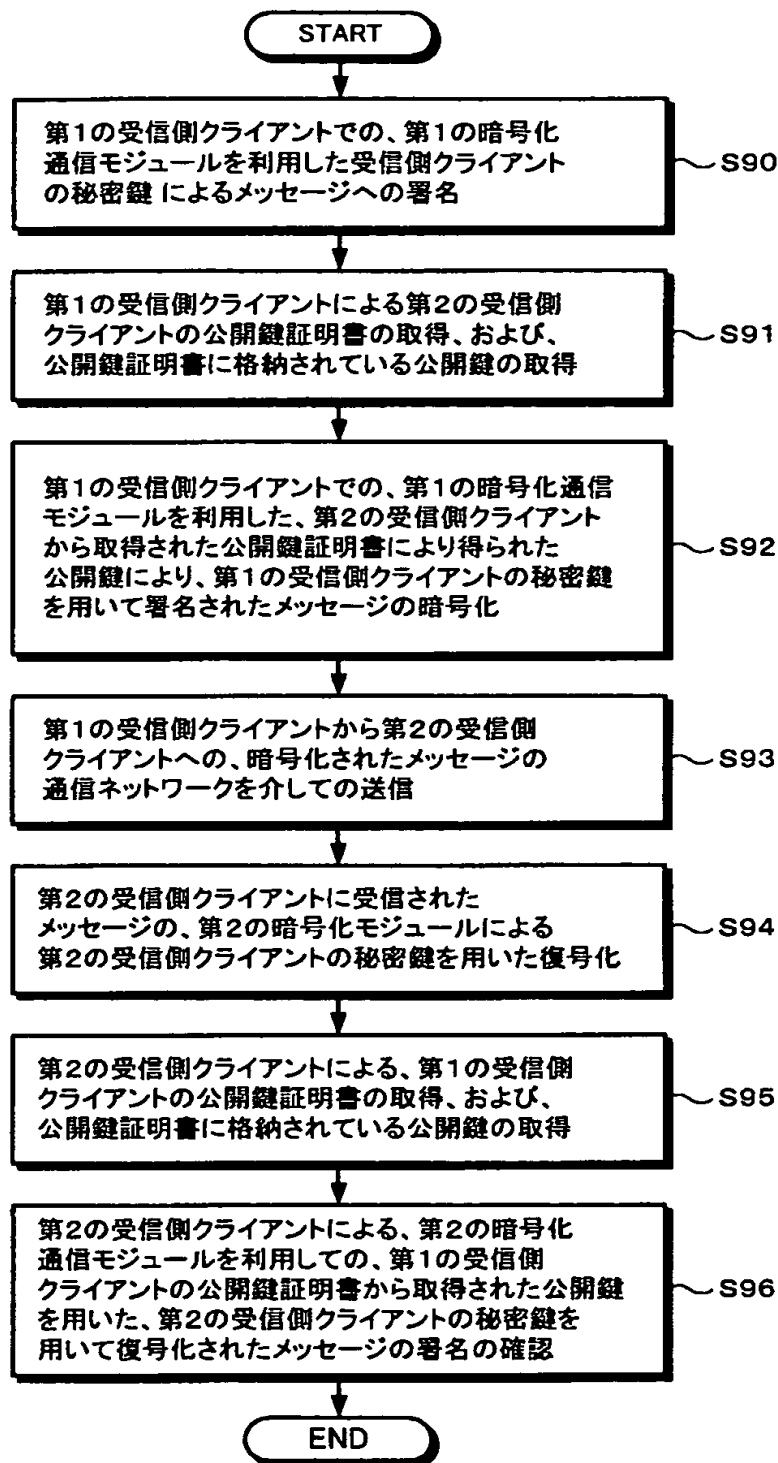 START
第1の受信側クライアントでの、第1の暗号化
通信モジュールを利用した受信側クライアント
の秘密鍵によるメッセージへの署名
S90
第1の受信側クライアントによる第2の受信側
クライアントの公開鍵証明書の取得、および、
公開鍵証明書に格納されている公開鍵の取得
S91
第1の受信側クライアントでの、第1の暗号化通信
モジュールを利用した、第2の受信側クライアント
から取得された公開鍵証明書により得られた
公開鍵により、第1の受信側クライアントの秘密鍵
を用いて署名されたメッセージの暗号化
S92
第1の受信側クライアントから第2の受信側
クライアントへの、暗号化されたメッセージの
通信ネットワークを介しての送信
S93
第2の受信側クライアントに受信された
メッセージの、第2の暗号化モジュールによる
第2の受信側クライアントの秘密鍵を用いた復号化
S94
第2の受信側クライアントによる、第1の受信側
クライアントの公開鍵証明書の取得、および、
公開鍵証明書に格納されている公開鍵の取得
S95
第2の受信側クライアントによる、第2の暗号化
通信モジュールを利用しての、第1の受信側
クライアントの公開鍵証明書から取得された公開鍵
を用いた、第2の受信側クライアントの秘密鍵を
用いて復号化されたメッセージの署名の確認
S96
END